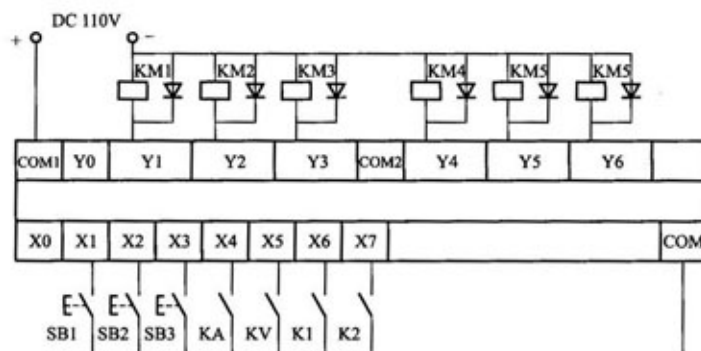 + DC 110V −
KM1 KM2 KM3 KM4 KM5 KM5
COM1 Y0 Y1 Y2 Y3 COM2 Y4 Y5 Y6
X0 X1 X2 X3 X4 X5 X6 X7 COM
SB1 SB2 SB3 KA KV K1 K2